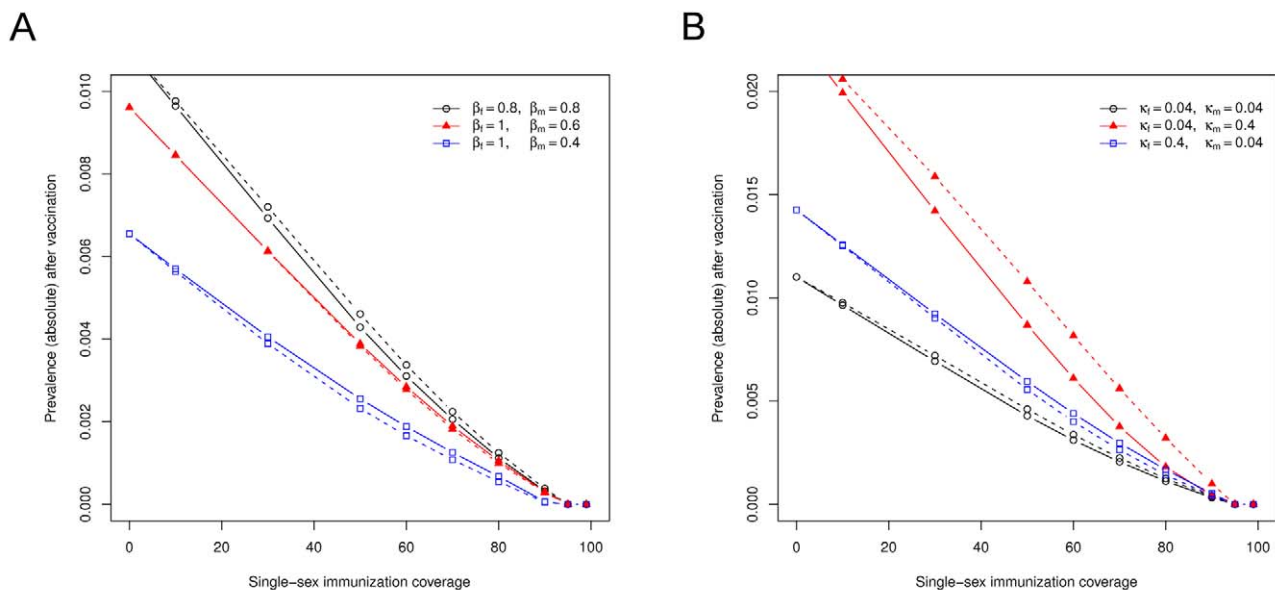 A
Prevalence (absolute) after vaccination
0.000 0.002 0.004 0.006 0.008 0.010
βf = 0.8, βm = 0.8
βf = 1, βm = 0.6
βf = 1, βm = 0.4
0 20 40 60 80 100
Single−sex immunization coverage
B
Prevalence (absolute) after vaccination
0.000 0.005 0.010 0.015 0.020
κf = 0.04, κm = 0.04
κf = 0.04, κm = 0.4
κf = 0.4, κm = 0.04
0 20 40 60 80 100
Single−sex immunization coverage